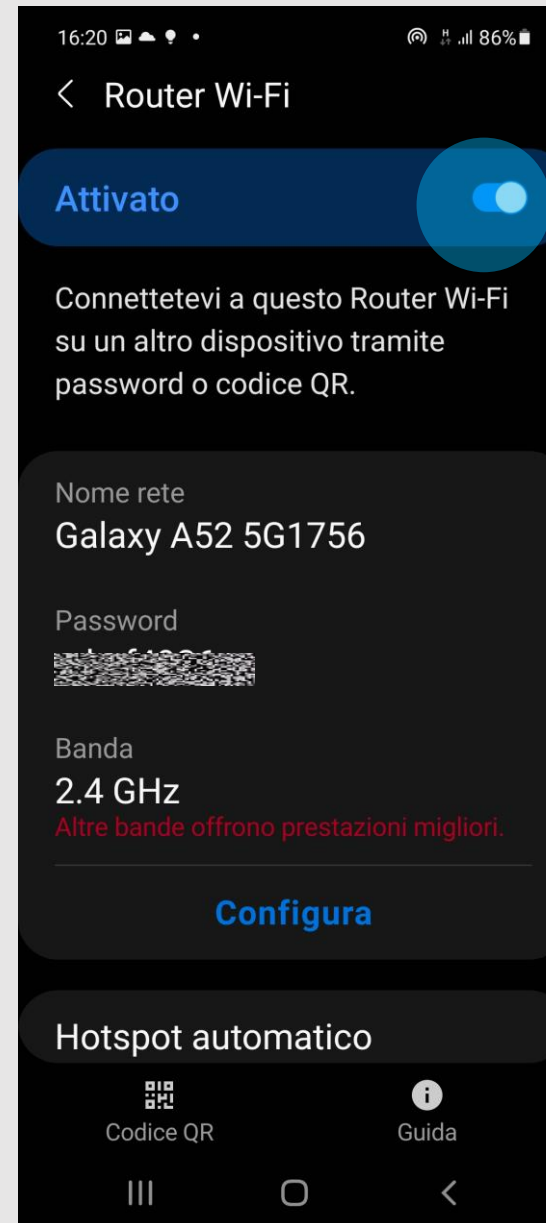 16:20
H
86%
Router Wi-Fi
Attivato
Connettetevi a questo Router Wi-Fi
su un altro dispositivo tramite
password o codice QR.
Nome rete
Galaxy A52 5G1756
Password
Banda
2.4 GHz
Altre bande offrono prestazioni migliori.
Configura
Hotspot automatico
Codice QR
Guida